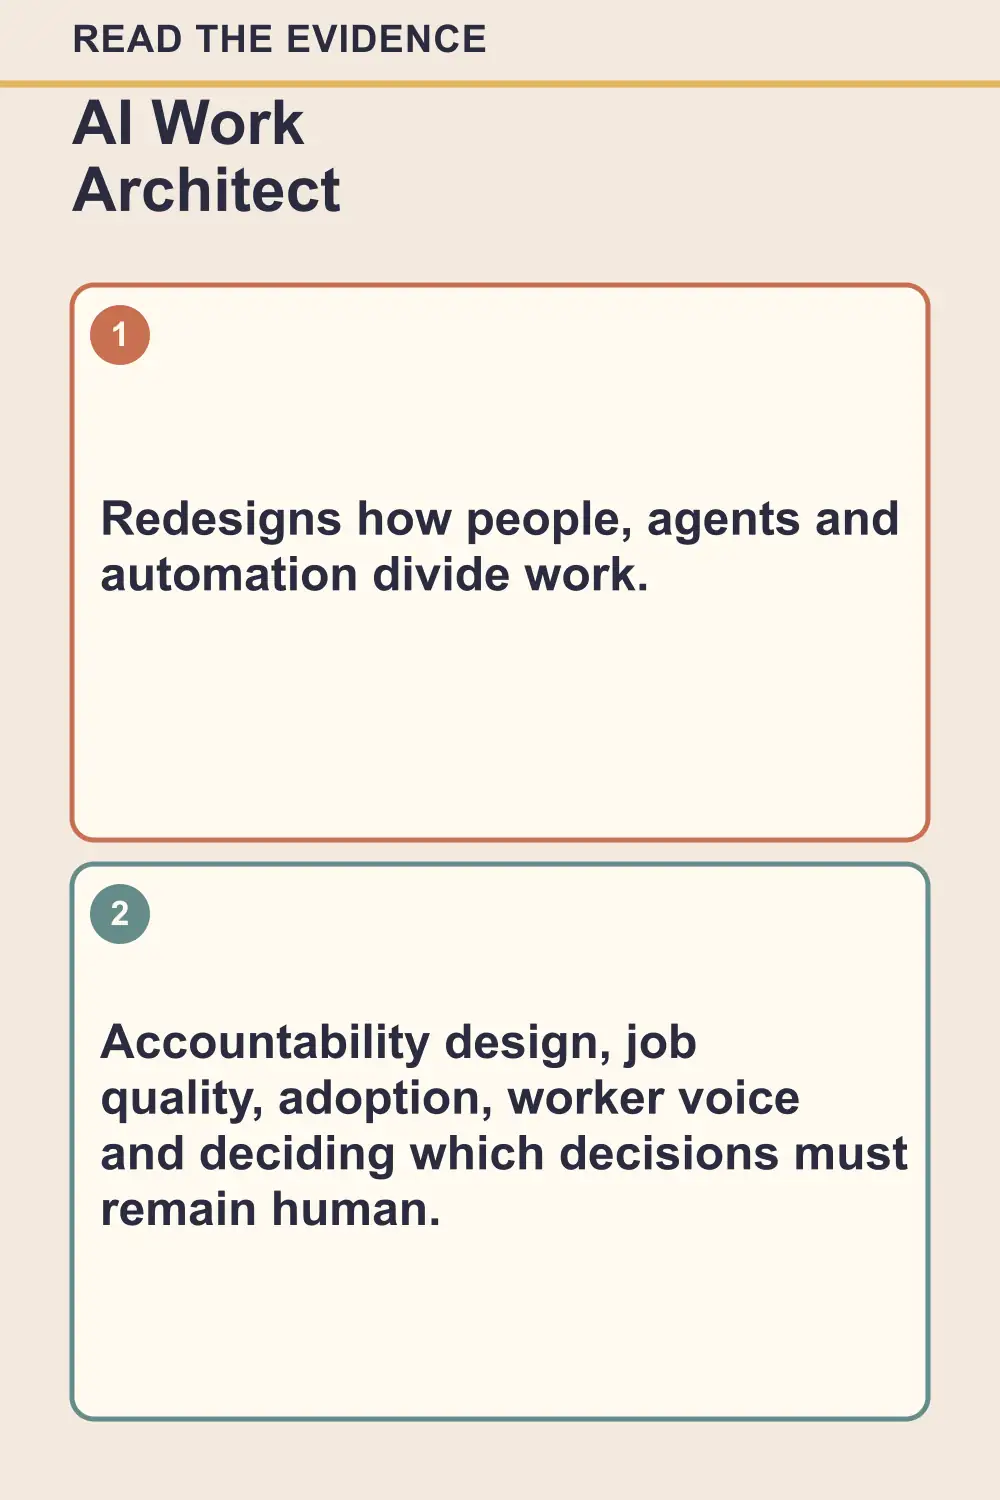 READ THE EVIDENCE
AI Work
Architect
1
Redesigns how people, agents and
automation divide work.
2
Accountability design, job
quality, adoption, worker voice
and deciding which decisions must
remain human.